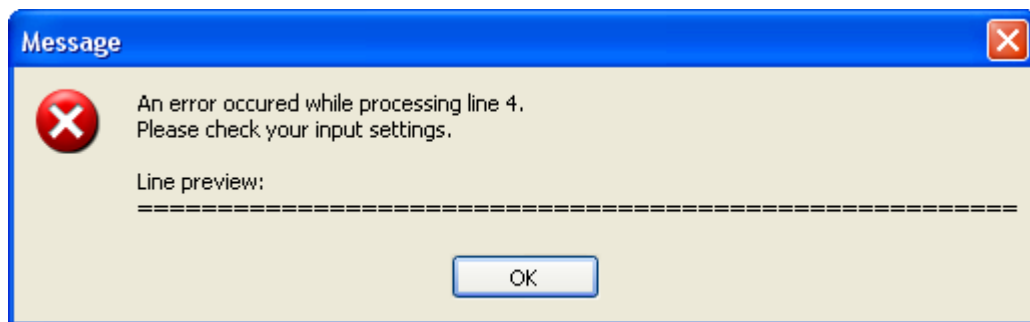 Message
An error occured while processing line 4.
Please check your input settings.
Line preview:
=======================================================
OK